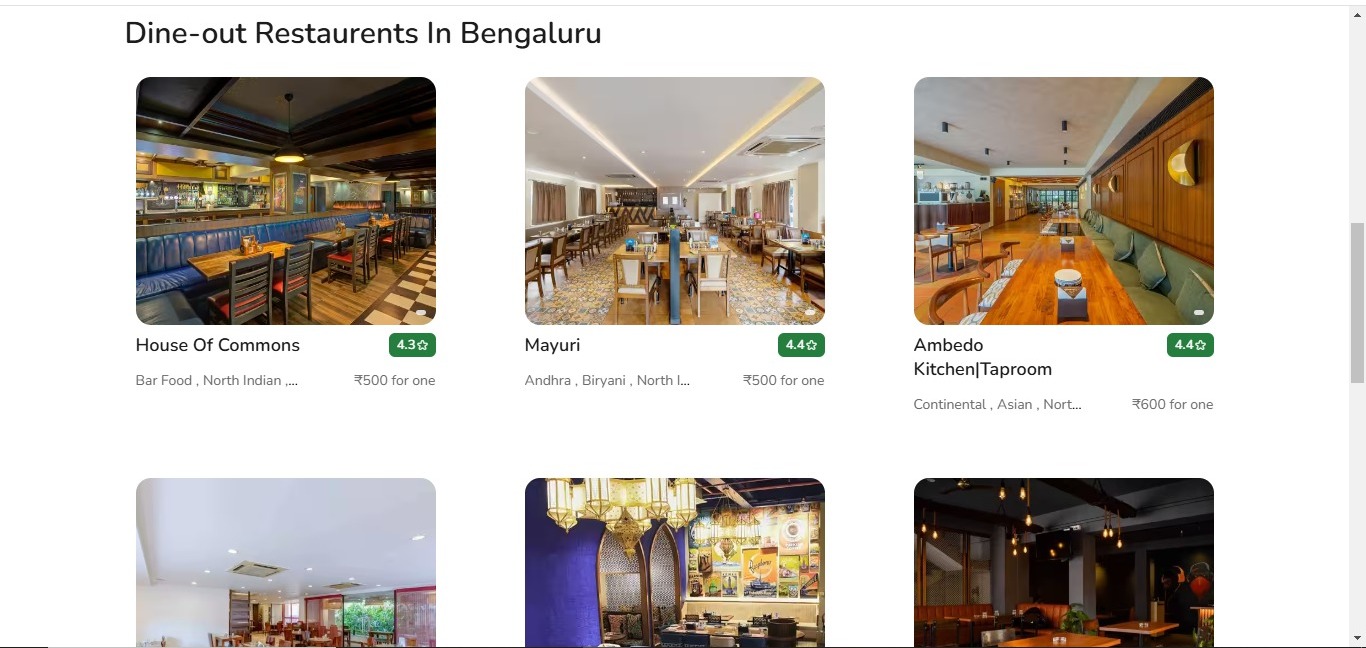 Dine-out Restaurents In Bengaluru
House Of Commons
4.3
Bar Food , North Indian ,...
₹500 for one
Mayuri
4.4
Andhra , Biryani , North I...
₹500 for one
Ambedo
Kitchen|Taproom
4.4
Continental , Asian , Nort...
₹600 for one